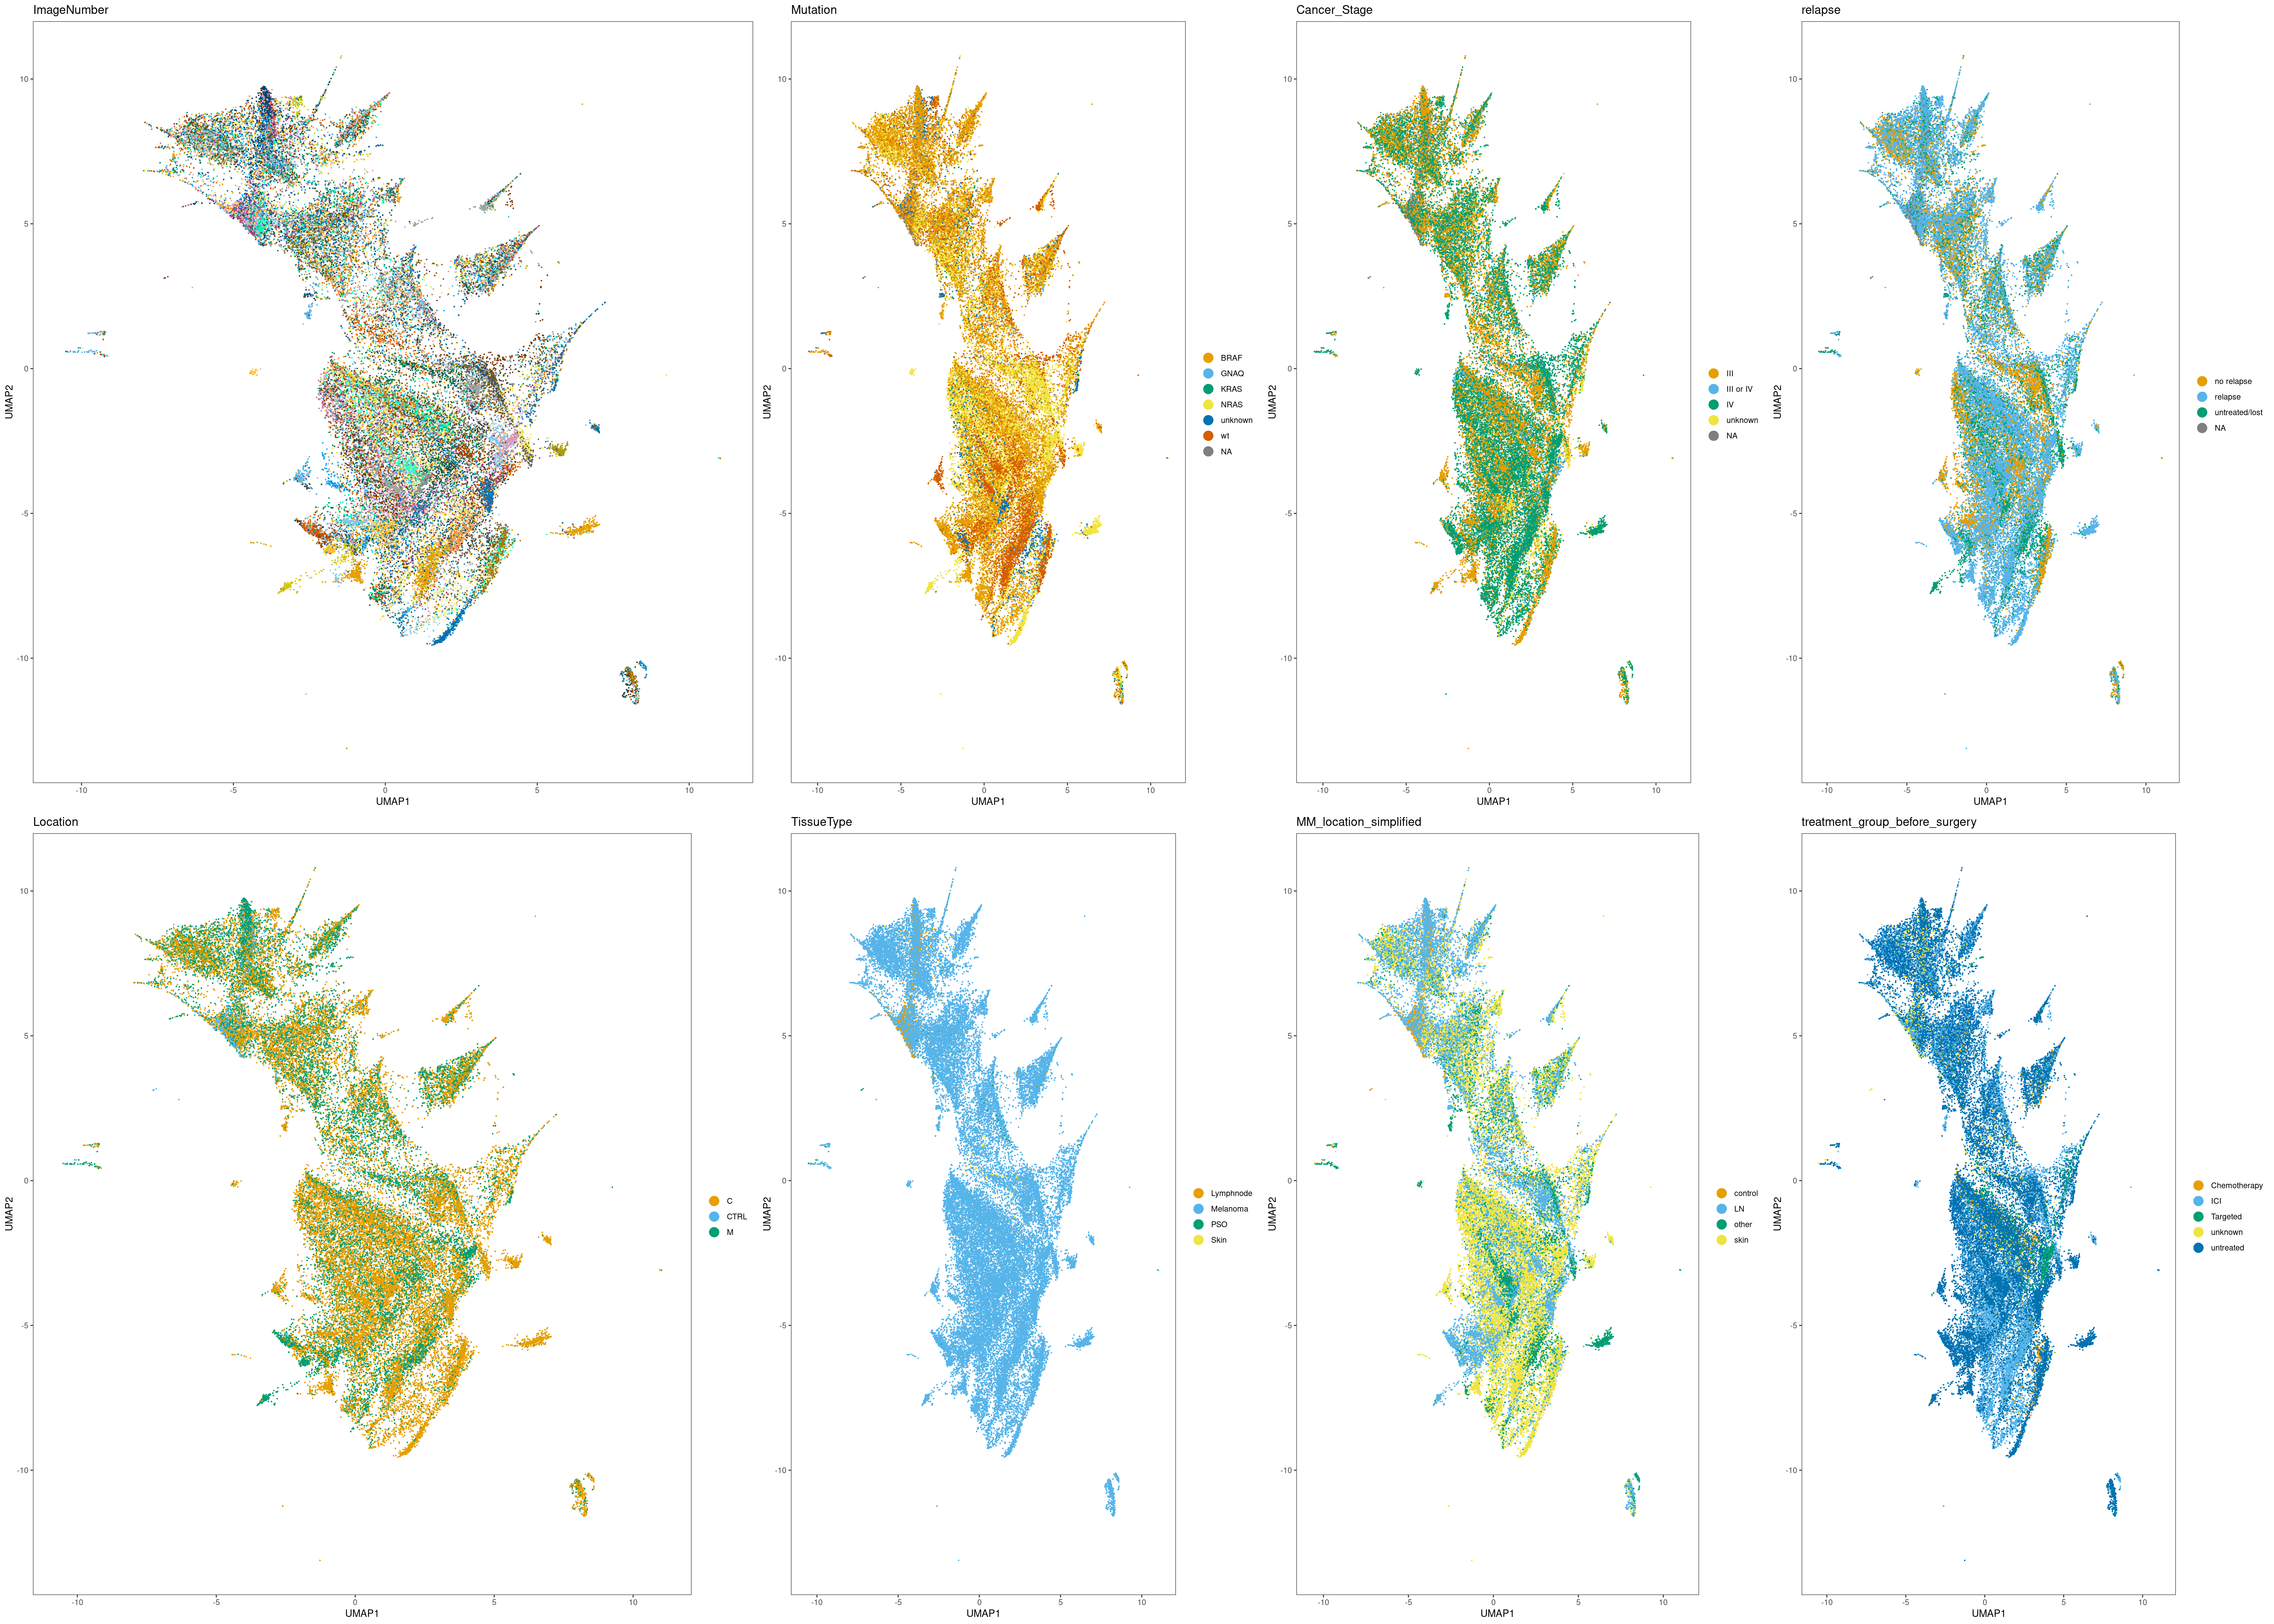 ImageNumber
10
5
0
-5
-10
UMAP2
-10
-5
0
5
10
UMAP1
Mutation
10
5
0
-5
-10
UMAP2
-10
-5
0
5
10
UMAP1
BRAF
GNAQ
KRAS
NRAS
unknown
wt
NA
Cancer_Stage
10
5
0
-5
-10
UMAP2
-10
-5
0
5
10
UMAP1
III
III or IV
IV
unknown
NA
relapse
10
5
0
-5
-10
UMAP2
-10
-5
0
5
10
UMAP1
no relapse
relapse
untreated/lost
NA
Location
10
5
0
-5
-10
UMAP2
-10
-5
0
5
10
UMAP1
C
CTRL
M
TissueType
10
5
0
-5
-10
UMAP2
-10
-5
0
5
10
UMAP1
Lymphnode
Melanoma
PSO
Skin
MM_location_simplified
10
5
0
-5
-10
UMAP2
-10
-5
0
5
10
UMAP1
control
LN
other
skin
treatment_group_before_surgery
10
5
0
-5
-10
UMAP2
-10
-5
0
5
10
UMAP1
Chemotherapy
ICI
Targeted
unknown
untreated